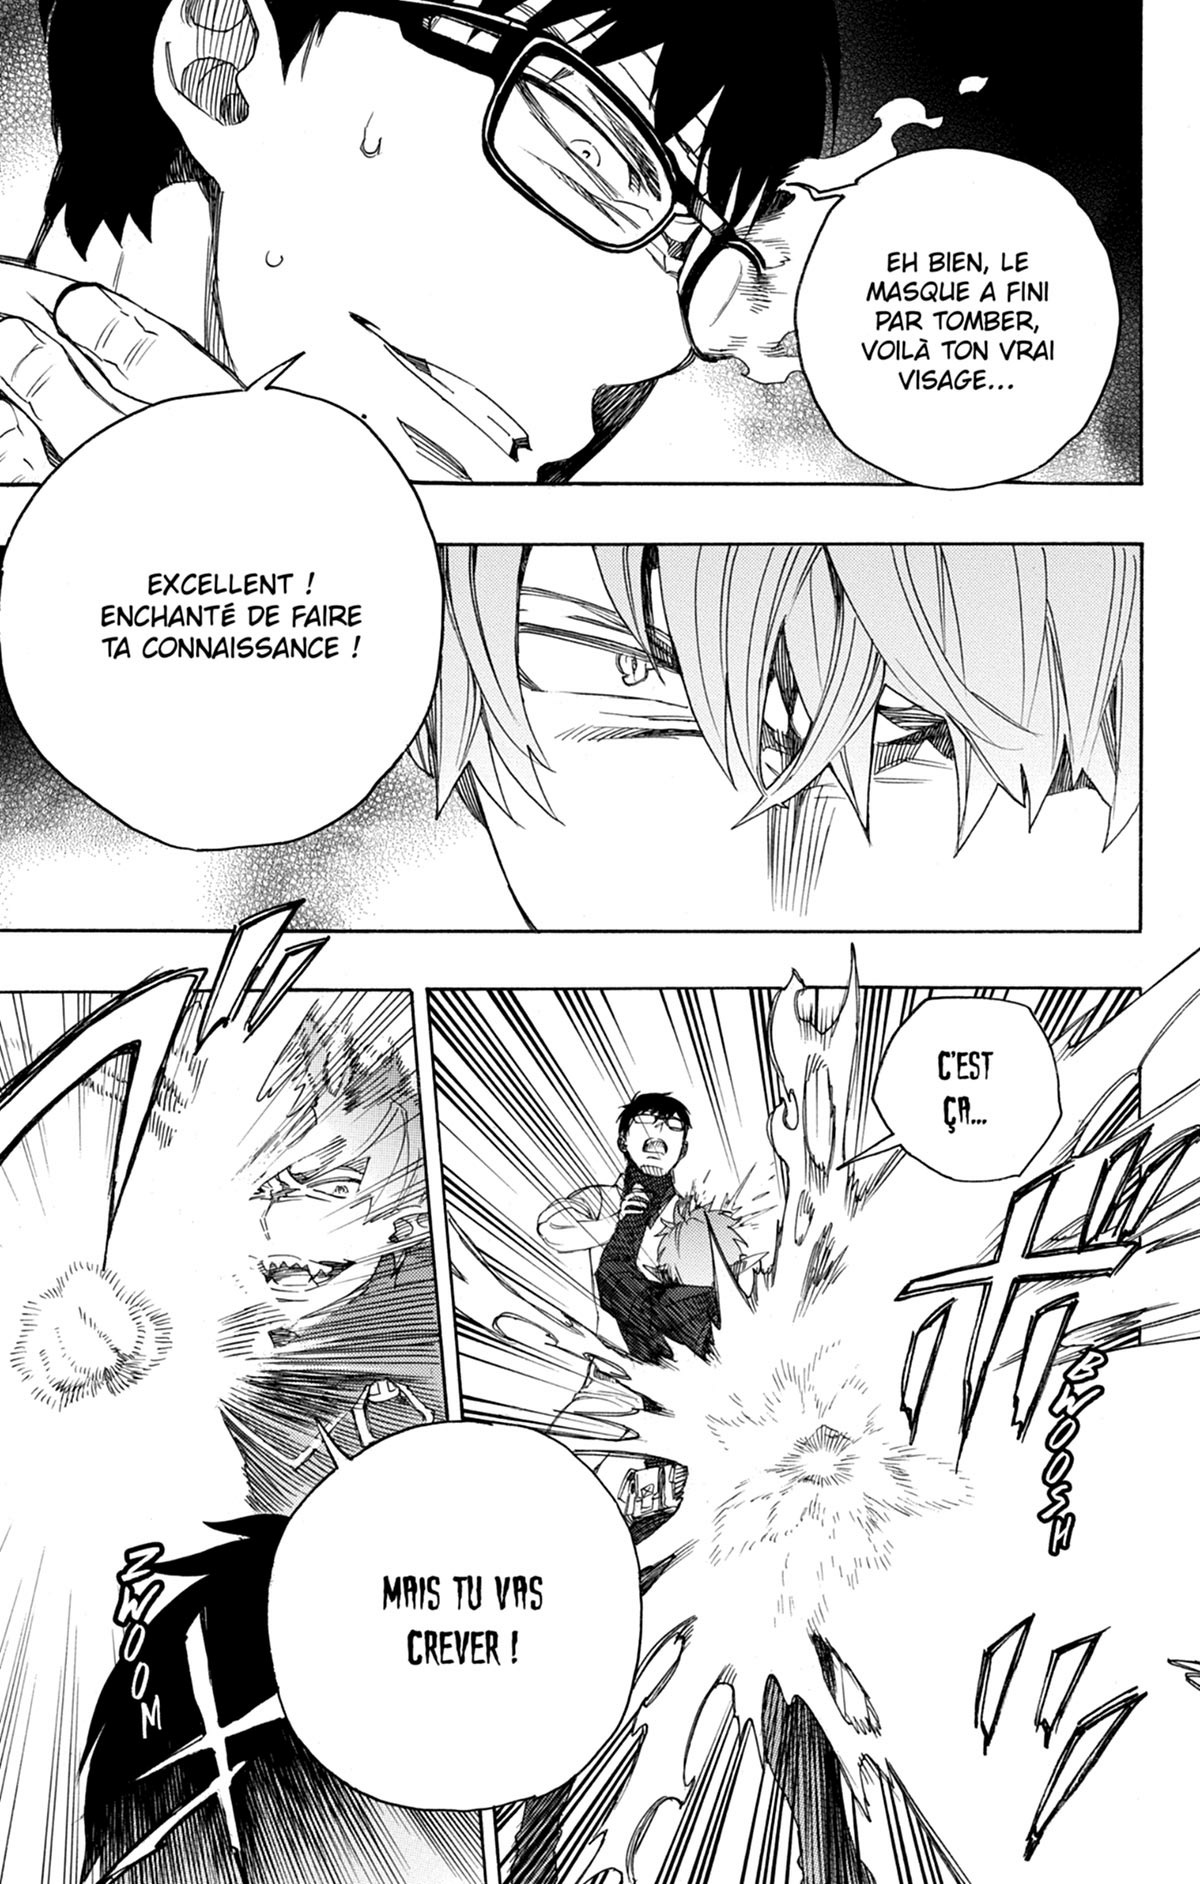 EH BIEN, LE
MASQUE A FINI
PAR TOMBER,
VOILÀ TON VRAI
VISAGE...
EXCELLENT !
ENCHANTÉ DE FAIRE
TA CONNAISSANCE !
C'EST
ÇA...
BWOOSH
MAIS TU VAS
CREVER !
ZWOOM